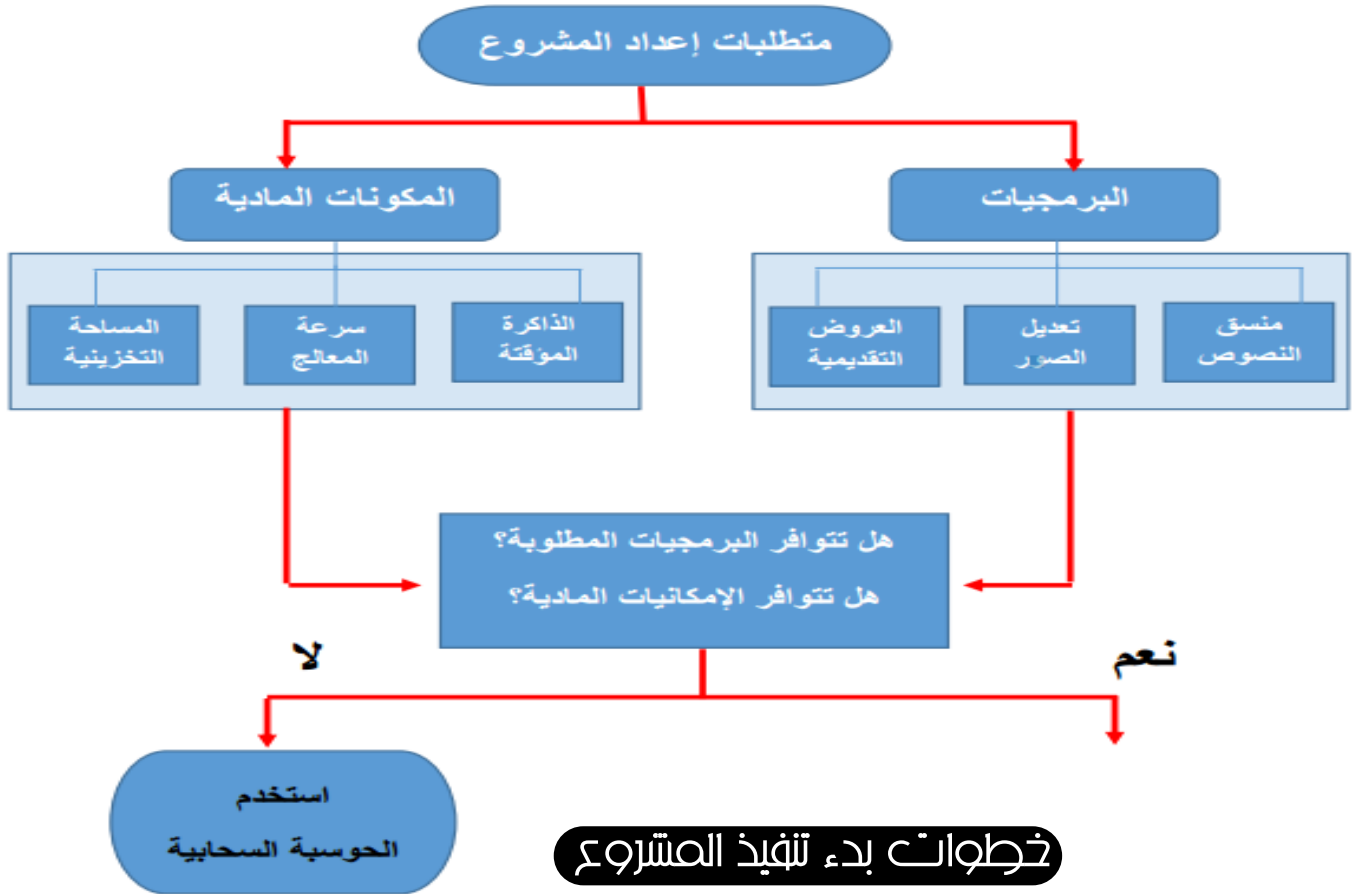 متطلبات إعداد المشروع
البرمجيات
المكونات المادية
منسق
النصوص
تعديل
الصور
العروض
التقديمية
الذاكرة
المؤقتة
سرعة
المعالج
المساحة
التخزينية
هل تتوافر البرمجيات المطلوبة؟
هل تتوافر الإمكانيات المادية؟
نعم
لا
استخدم
الحوسبة السحابية
خطوات بدء تنفيذ المشروع